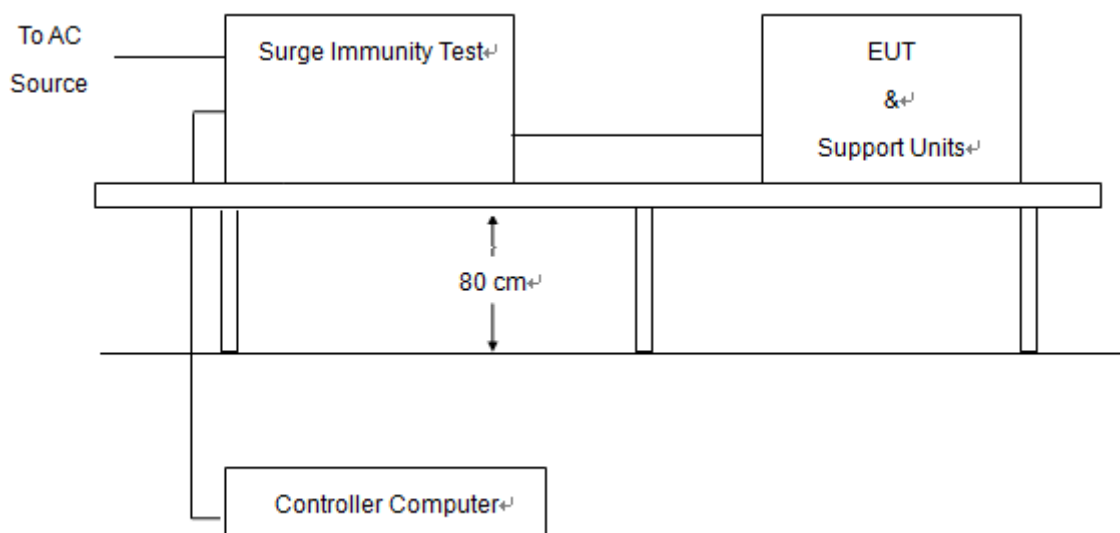 To AC
Source
Surge Immunity Test↵
EUT
&↵
Support Units↵
80 cm↵
Controller Computer↵